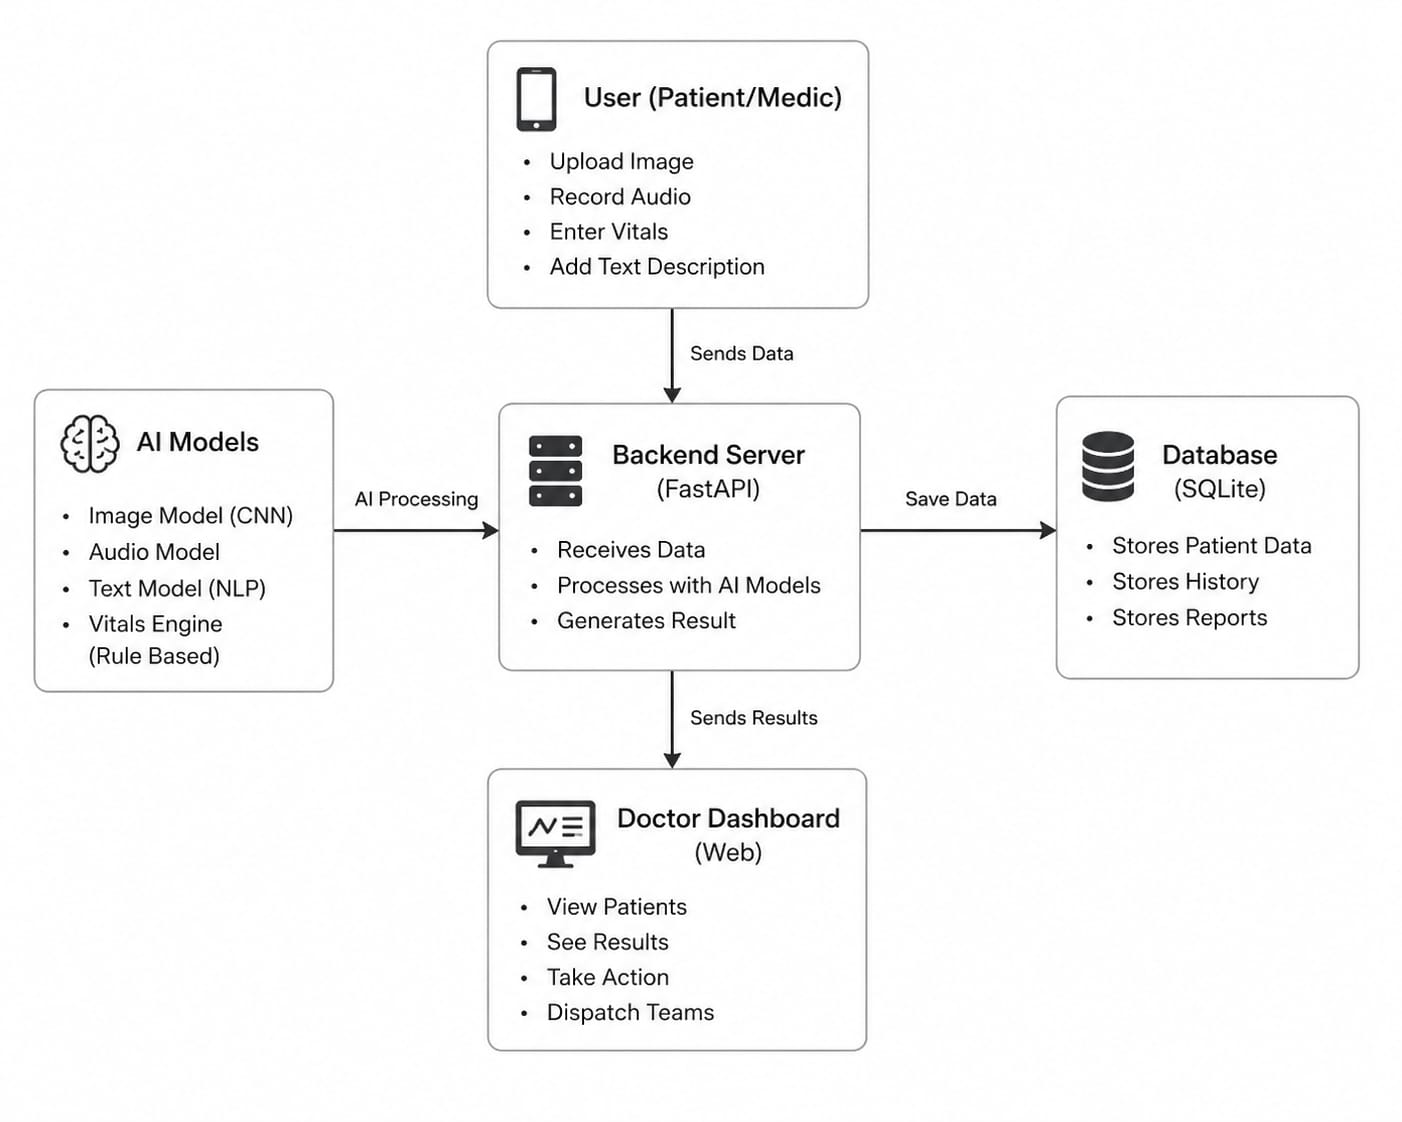 User (Patient/Medic)
• Upload Image
• Record Audio
• Enter Vitals
• Add Text Description
Sends Data
AI Models
• Image Model (CNN)
• Audio Model
• Text Model (NLP)
• Vitals Engine
(Rule Based)
AI Processing
Backend Server
(FastAPI)
• Receives Data
• Processes with AI Models
• Generates Result
Save Data
Database
(SQLite)
• Stores Patient Data
• Stores History
• Stores Reports
Sends Results
Doctor Dashboard
(Web)
• View Patients
• See Results
• Take Action
• Dispatch Teams